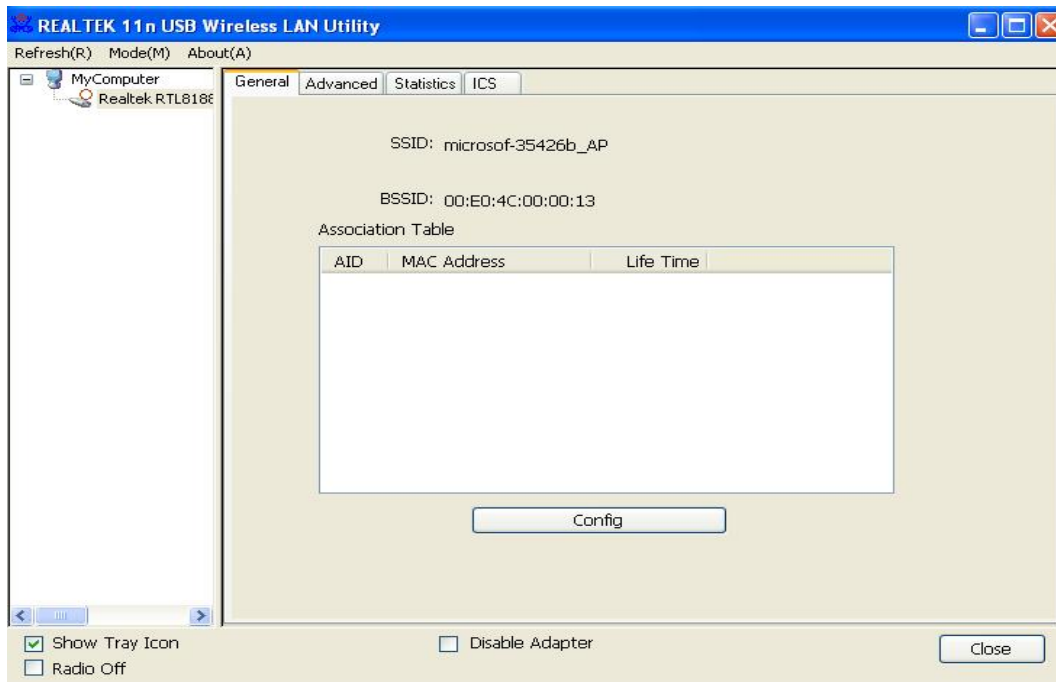 REALTEK 11n USB Wireless LAN Utility
Refresh(R) Mode(M) About(A)
MyComputer
Realtek RTL8188
General Advanced Statistics ICS
SSID: microsof-35426b_AP
BSSID: 00:E0:4C:00:00:13
Association Table
AID MAC Address Life Time
Config
Show Tray Icon
Disable Adapter
Close
Radio Off